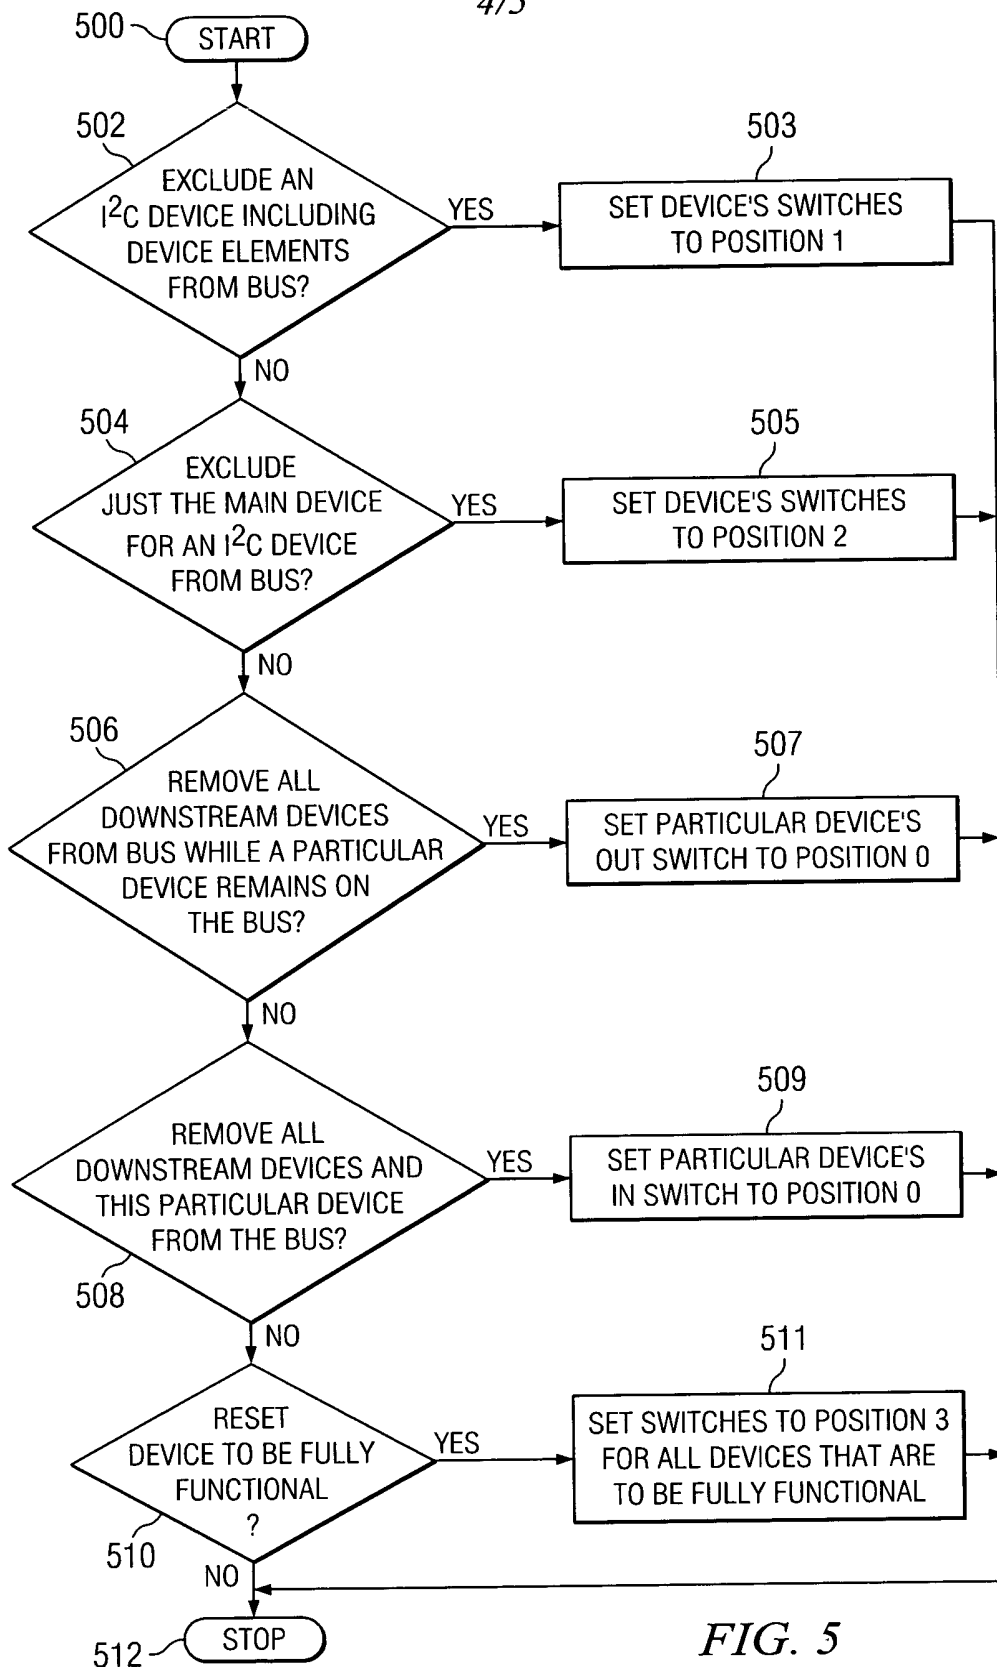 4/5
500
START
502
EXCLUDE AN
I²C DEVICE INCLUDING
DEVICE ELEMENTS
FROM BUS?
YES
503
SET DEVICE'S SWITCHES
TO POSITION 1
NO
504
EXCLUDE
JUST THE MAIN DEVICE
FOR AN I²C DEVICE
FROM BUS?
YES
505
SET DEVICE'S SWITCHES
TO POSITION 2
NO
506
REMOVE ALL
DOWNSTREAM DEVICES
FROM BUS WHILE A PARTICULAR
DEVICE REMAINS ON
THE BUS?
YES
507
SET PARTICULAR DEVICE'S
OUT SWITCH TO POSITION 0
NO
REMOVE ALL
DOWNSTREAM DEVICES AND
THIS PARTICULAR DEVICE
FROM THE BUS?
508
YES
509
SET PARTICULAR DEVICE'S
IN SWITCH TO POSITION 0
NO
RESET
DEVICE TO BE FULLY
FUNCTIONAL
?
510
YES
511
SET SWITCHES TO POSITION 3
FOR ALL DEVICES THAT ARE
TO BE FULLY FUNCTIONAL
NO
512
STOP
FIG. 5